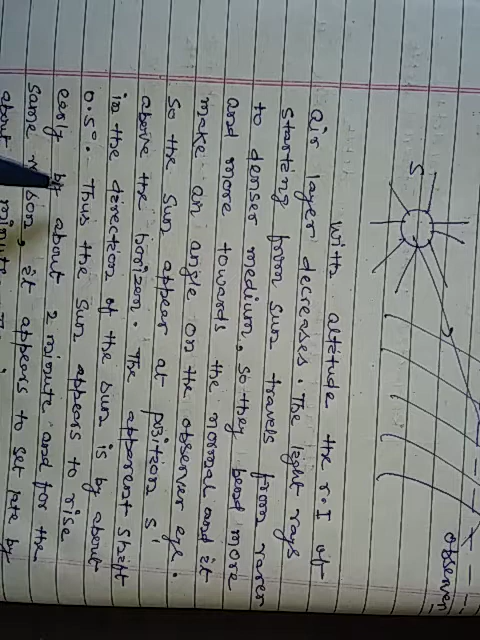 S
observer
with altitude the r.I of
air layer decreases. The light rays
starting from sun travels from rarer
to denser medium. So they bend more
and more towards the normal and it
make an angle on the observer eye.
So the sun appear at position s'
above the horizon. The apparent shift
in the direction of the sun is by about
0.5°. Thus the sun appears to rise
early by about 2 minute and for the
same it appears to set late by
about minute